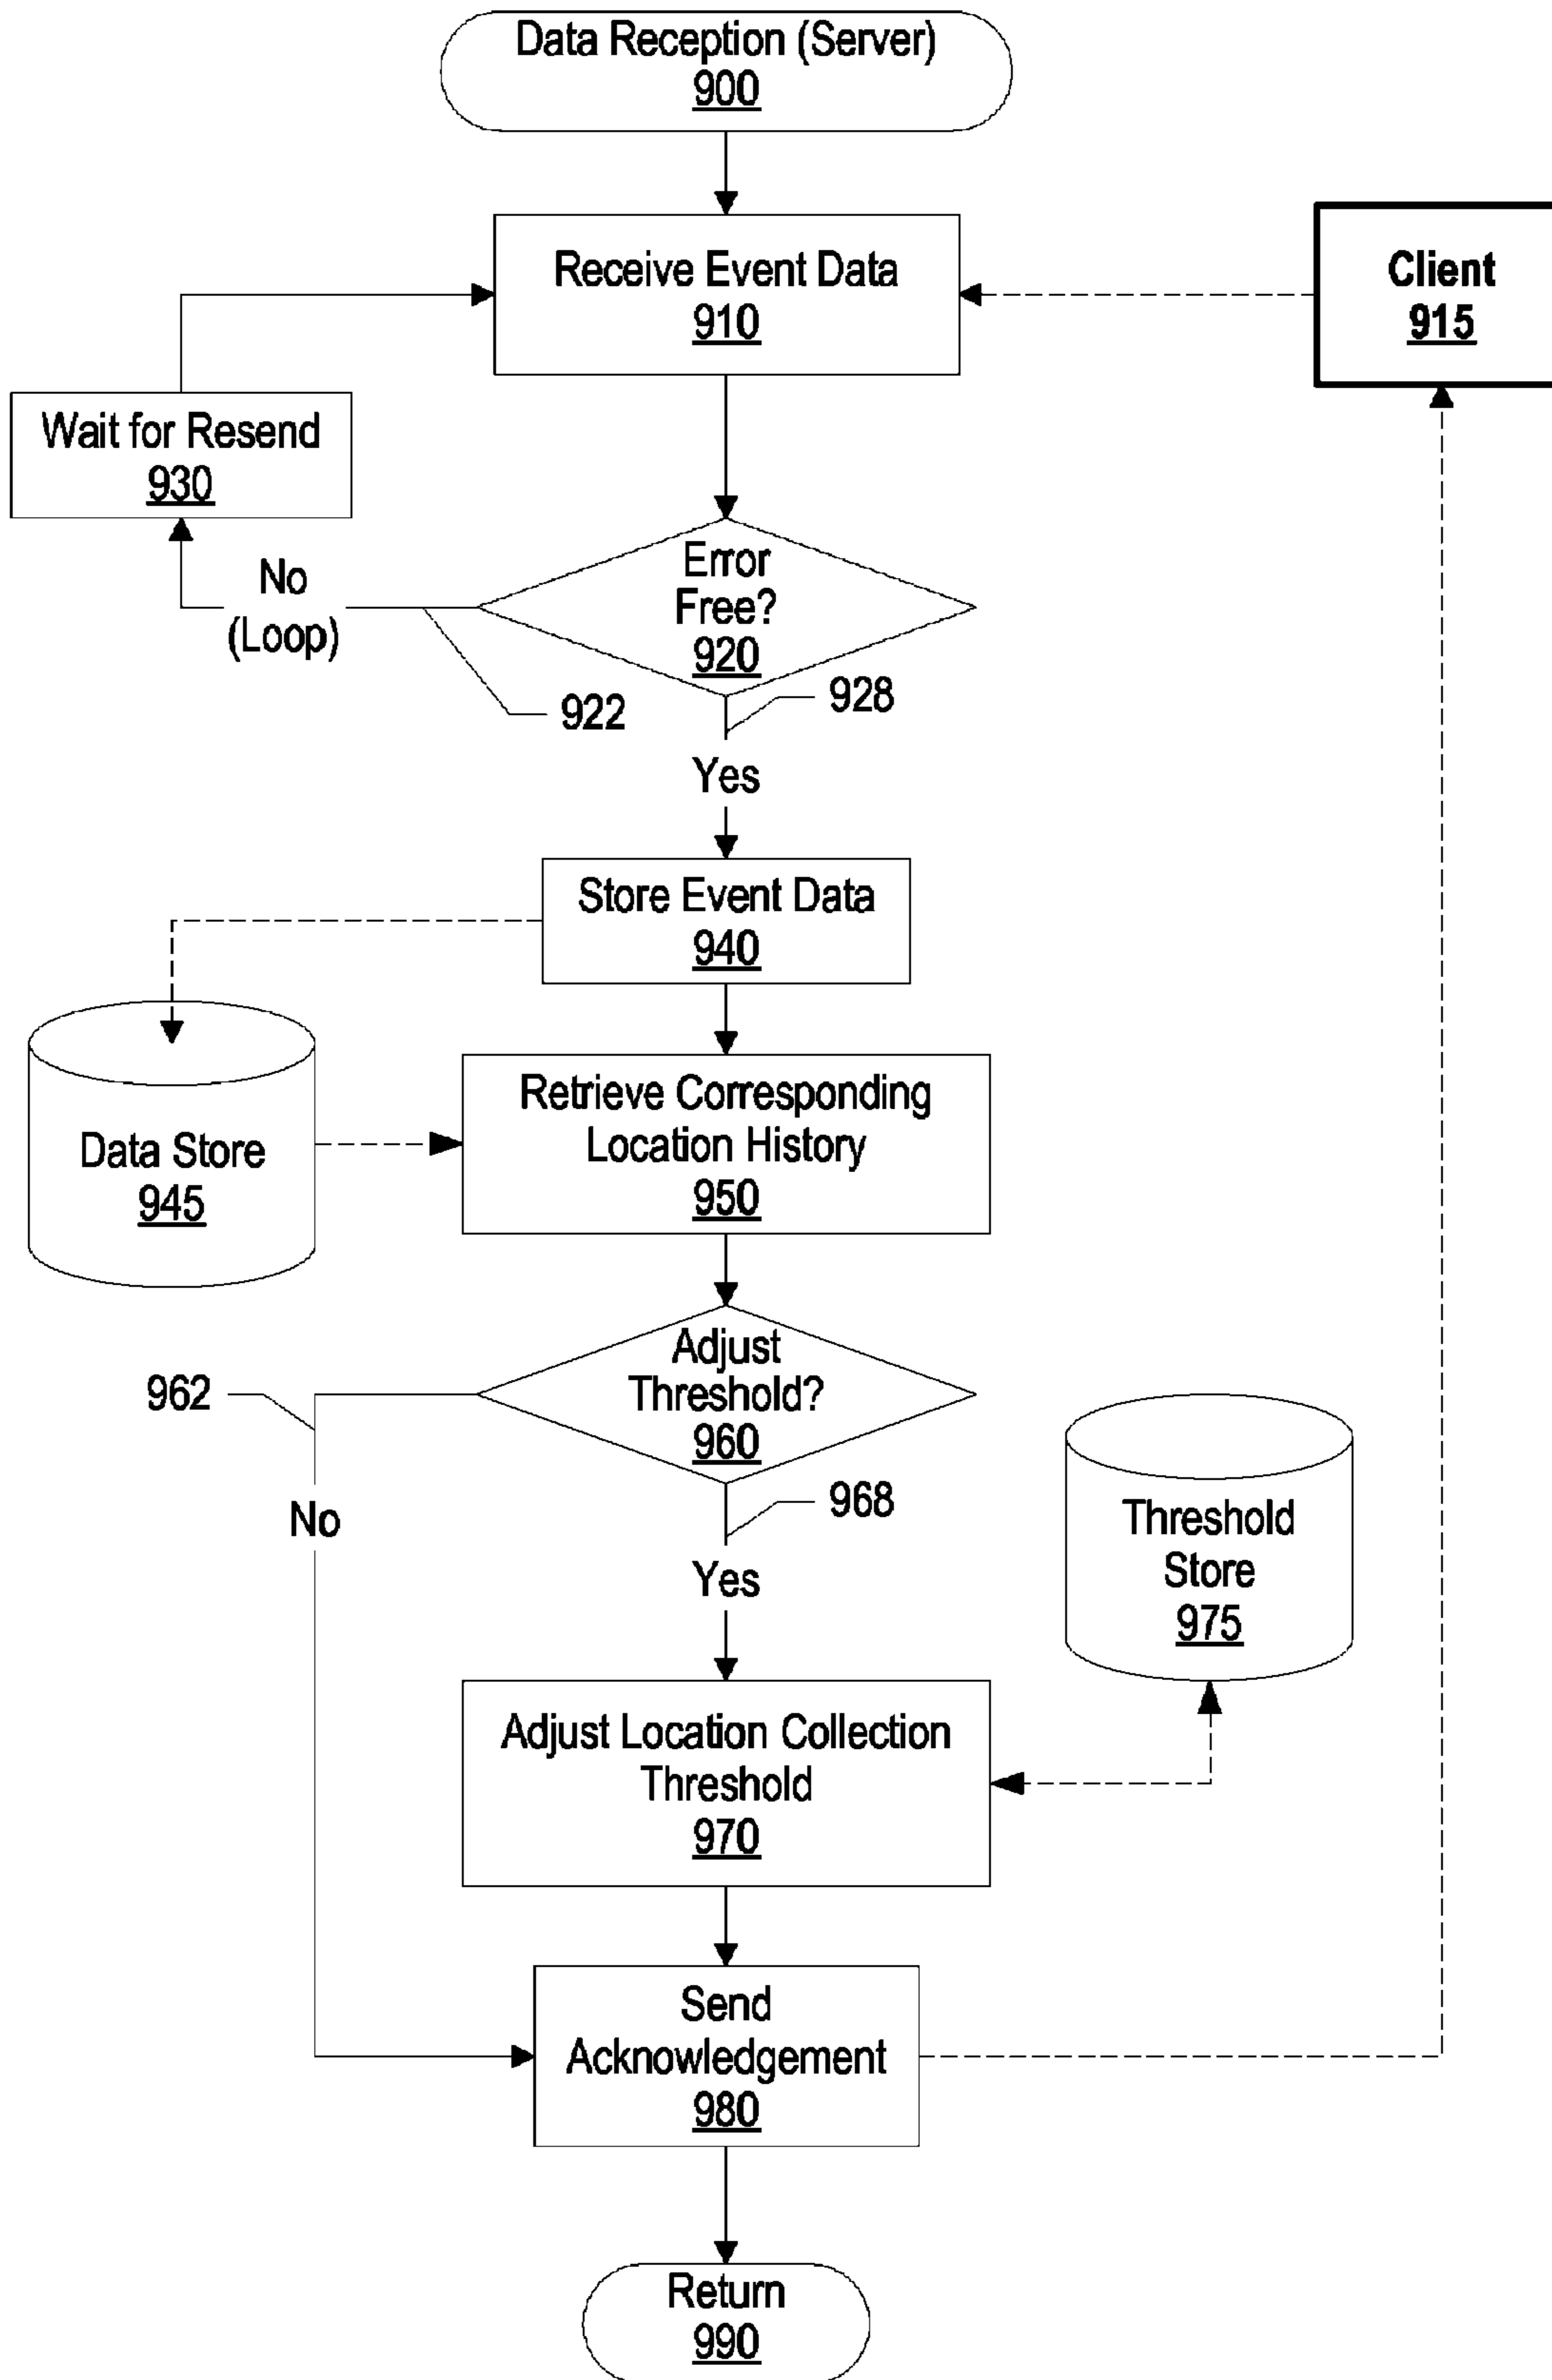 Data Reception (Server)
900
Receive Event Data
910
Client
915
Wait for Resend
930
Error
Free?
920
No
(Loop)
922
928
Yes
Store Event Data
940
Retrieve Corresponding
Location History
950
Data Store
945
Adjust
Threshold?
960
962
968
No
Yes
Threshold
Store
975
Adjust Location Collection
Threshold
970
Send
Acknowledgement
980
Return
990